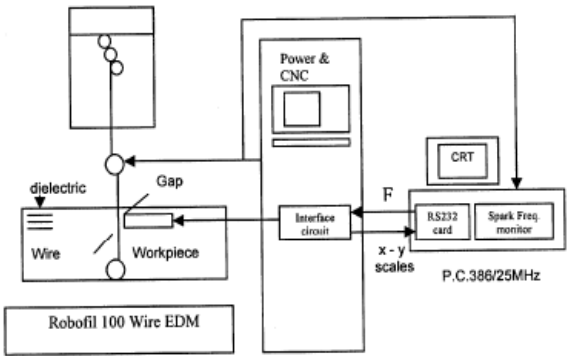 Power &
CNC
CRT
dielectric
Gap
F
Interface
circuit
RS232
card
Spark Freq.
monitor
Wire
Workpiece
x - y
scales
P.C.386/25MHz
Robofil 100 Wire EDM